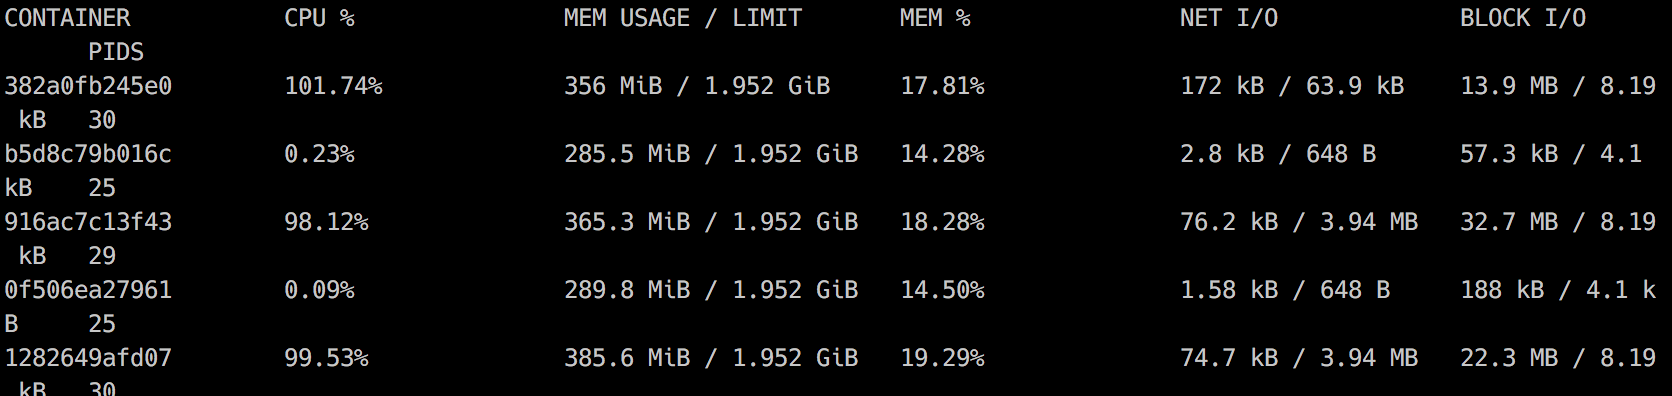 CONTAINER CPU % MEM USAGE / LIMIT MEM % NET I/O BLOCK I/O
PIDS
382a0fb245e0 101.74% 356 MiB / 1.952 GiB 17.81% 172 kB / 63.9 kB 13.9 MB / 8.19
kB 30
b5d8c79b016c 0.23% 285.5 MiB / 1.952 GiB 14.28% 2.8 kB / 648 B 57.3 kB / 4.1
kB 25
916ac7c13f43 98.12% 365.3 MiB / 1.952 GiB 18.28% 76.2 kB / 3.94 MB 32.7 MB / 8.19
kB 29
0f506ea27961 0.09% 289.8 MiB / 1.952 GiB 14.50% 1.58 kB / 648 B 188 kB / 4.1 k
B 25
1282649afd07 99.53% 385.6 MiB / 1.952 GiB 19.29% 74.7 kB / 3.94 MB 22.3 MB / 8.19
kB 30